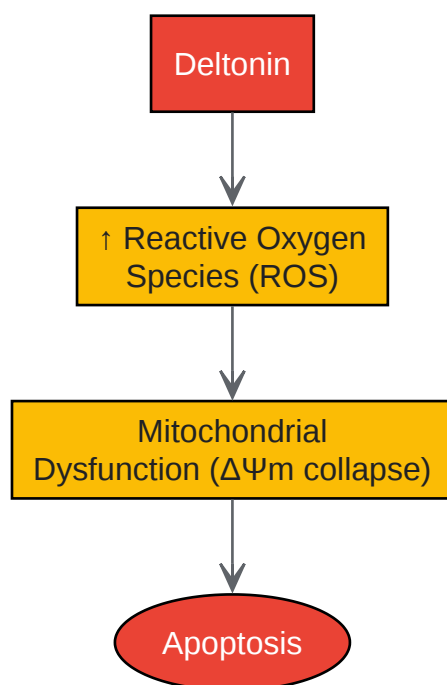 Deltonin
↑ Reactive Oxygen
Species (ROS)
Mitochondrial
Dysfunction (ΔΨm collapse)
Apoptosis